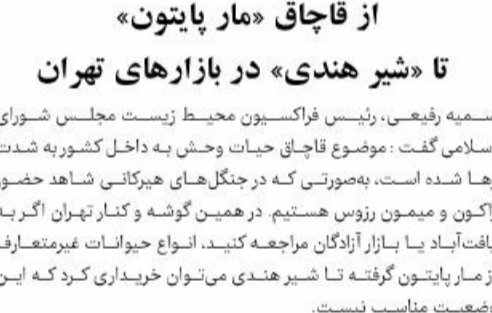 از قاچاق «مار پایتون»
تا «شیر هندی» در بازارهای تهران
سمیه رفیعی، رئیس فراکسیون محیط زیست مجلس شورای
سلامی گفت : موضوع قاچاق حیات وحش به داخل کشور به شدت
رها شده است، به‌صورتی که در جنگل‌های هیرکانی شاهد حضور
راکون و میمون رزوس هستیم. در همین گوشه و کنار تهران اگر به
یافت‌آباد یا بازار آزادگان مراجعه کنید، انواع حیوانات غیرمتعارف
ز مار پایتون گرفته تا شیر هندی می‌توان خریداری کرد که این
وضعیت مناسب نیست.